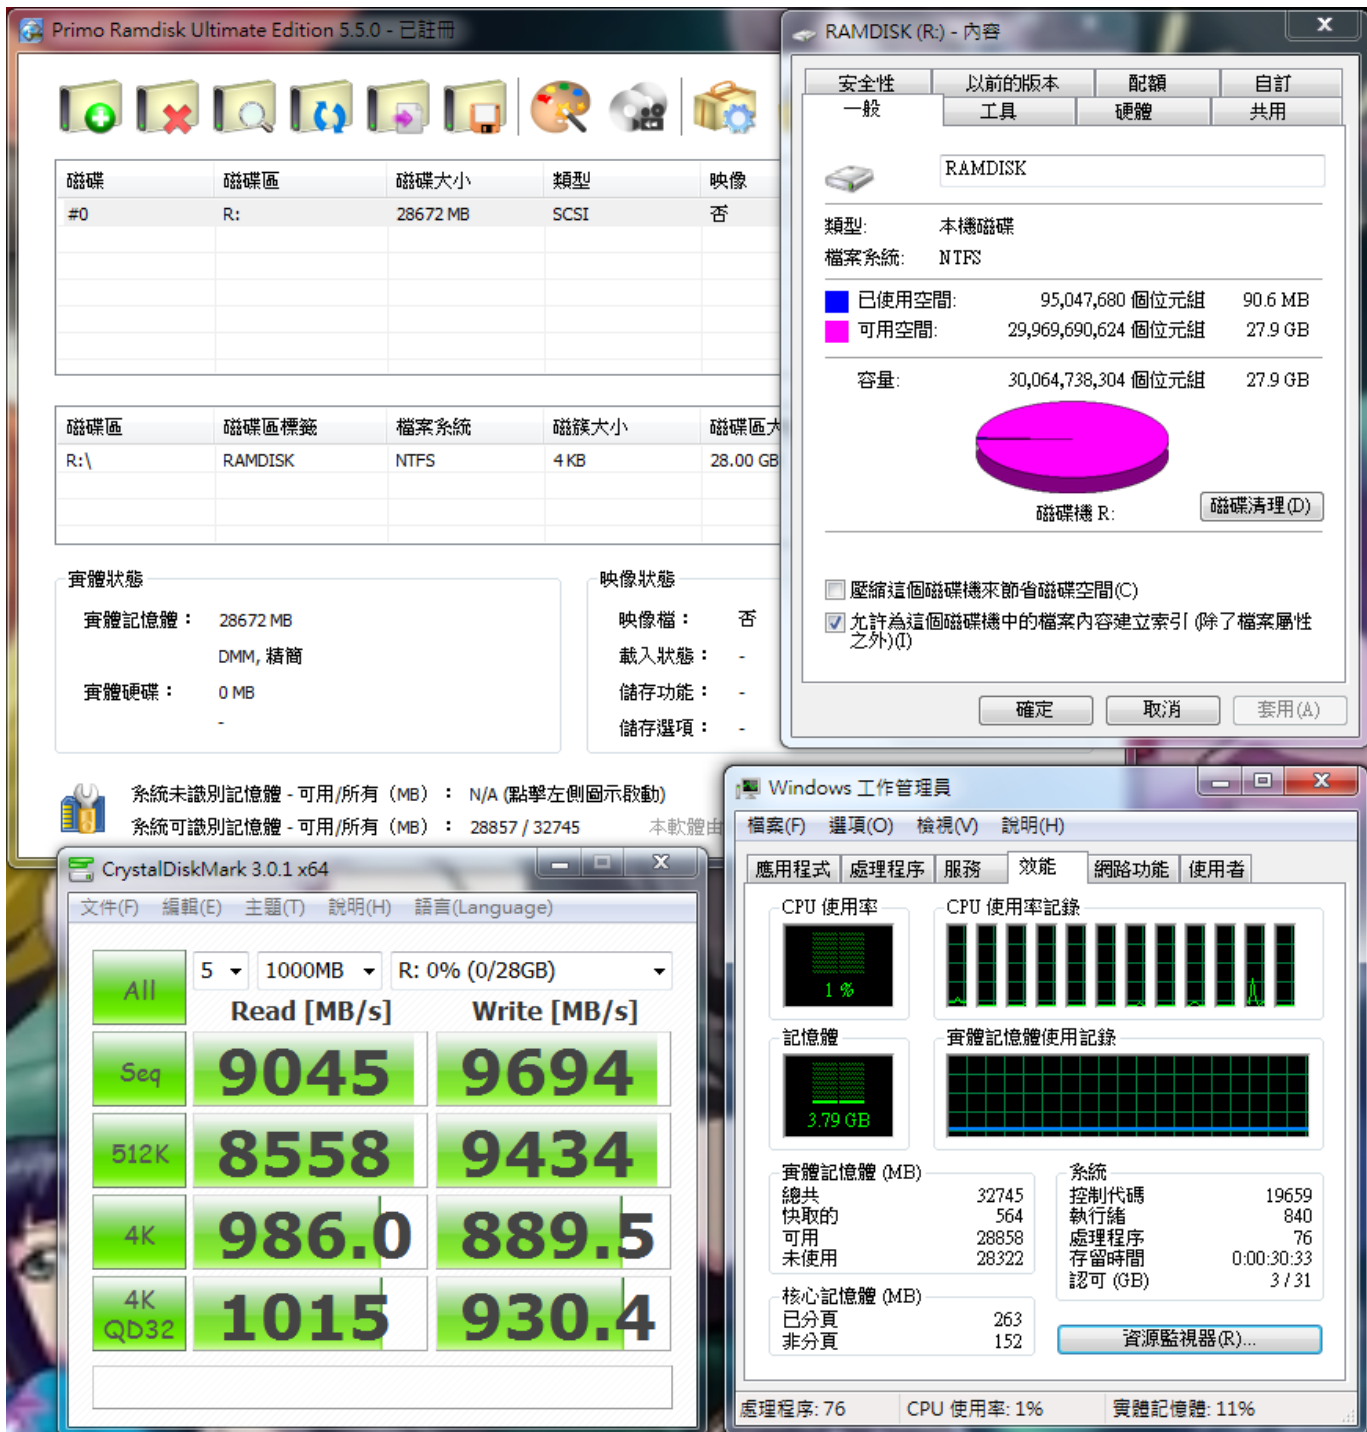 Primo Ramdisk Ultimate Edition 5.5.0 - 已註冊
磁碟 磁碟區 磁碟大小 類型 映像
#0 R: 28672 MB SCSI 否
磁碟區 磁碟區標籤 檔案系統 磁簇大小 磁碟區大
R:\ RAMDISK NTFS 4 KB 28.00 GB
實體狀態
實體記憶體： 28672 MB
DMM, 精簡
實體硬碟： 0 MB
-
映像狀態
映像檔： 否
載入狀態： -
儲存功能： -
儲存選項： -
系統未識別記憶體 - 可用/所有（MB）： N/A (點擊左側圖示啟動)
系統可識別記憶體 - 可用/所有（MB）： 28857 / 32745
本軟體由
RAMDISK (R:) - 內容
安全性 以前的版本 配額 自訂
一般 工具 硬體 共用
RAMDISK
類型: 本機磁碟
檔案系統: NTFS
已使用空間: 95,047,680 個位元組 90.6 MB
可用空間: 29,969,690,624 個位元組 27.9 GB
容量: 30,064,738,304 個位元組 27.9 GB
磁碟機 R:
磁碟清理(D)
壓縮這個磁碟機來節省磁碟空間(C)
允許為這個磁碟機中的檔案內容建立索引 (除了檔案屬性
之外)(I)
確定 取消 套用(A)
CrystalDiskMark 3.0.1 x64
文件(F) 編輯(E) 主題(T) 說明(H) 語言(Language)
All 5 1000MB R: 0% (0/28GB)
Read [MB/s] Write [MB/s]
Seq 9045 9694
512K 8558 9434
4K 986.0 889.5
4K
QD32 1015 930.4
Windows 工作管理員
檔案(F) 選項(O) 檢視(V) 說明(H)
應用程式 處理程序 服務 效能 網路功能 使用者
CPU 使用率 CPU 使用率記錄
1 %
記憶體 實體記憶體使用記錄
3.79 GB
實體記憶體 (MB)
總共 32745
快取的 564
可用 28858
未使用 28322
核心記憶體 (MB)
已分頁 263
非分頁 152
系統
控制代碼 19659
執行緒 840
處理程序 76
存留時間 0:00:30:33
認可 (GB) 3 / 31
資源監視器(R)...
處理程序: 76 CPU 使用率: 1% 實體記憶體: 11%